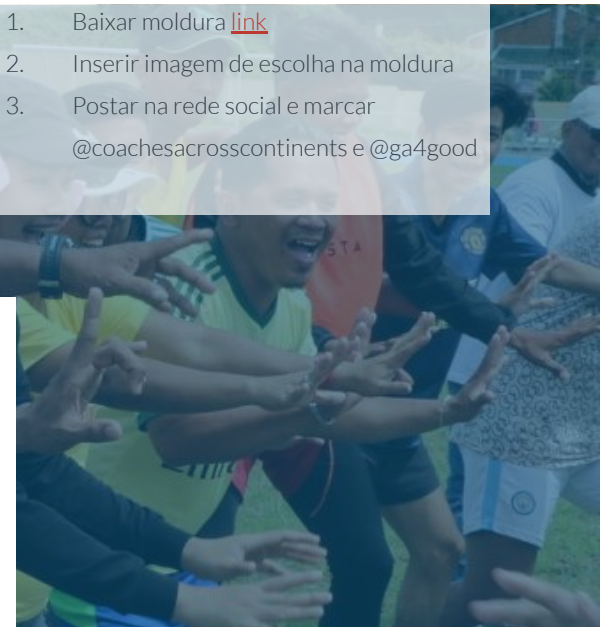 1. Baixar moldura link
2. Inserir imagem de escolha na moldura
3. Postar na rede social e marcar
@coachesacrosscontinents e @ga4good
STA